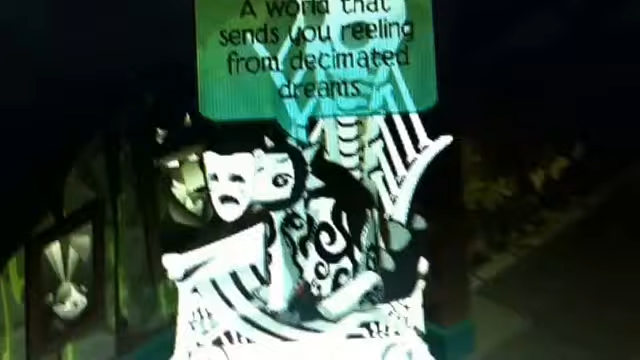 A world that
sends you reeling
from decimated
dreams